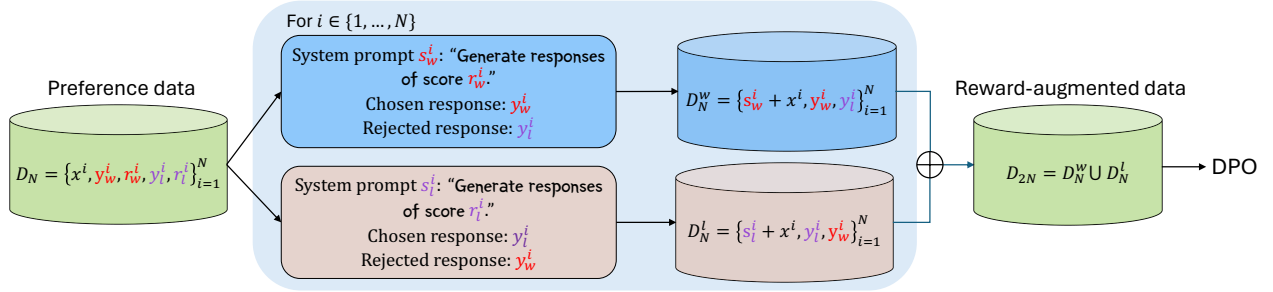 For i ∈ {1, … , N}
Preference data
D_N = {x^i, y_w^i, r_w^i, y_l^i, r_l^i}_{i=1}^N
System prompt s_w^i: “Generate responses
of score r_w^i.”
Chosen response: y_w^i
Rejected response: y_l^i
D_N^w = {s_w^i + x^i, y_w^i, y_l^i}_{i=1}^N
System prompt s_l^i: “Generate responses
of score r_l^i.”
Chosen response: y_l^i
Rejected response: y_w^i
D_N^l = {s_l^i + x^i, y_l^i, y_w^i}_{i=1}^N
Reward-augmented data
D_{2N} = D_N^w ∪ D_N^l
DPO